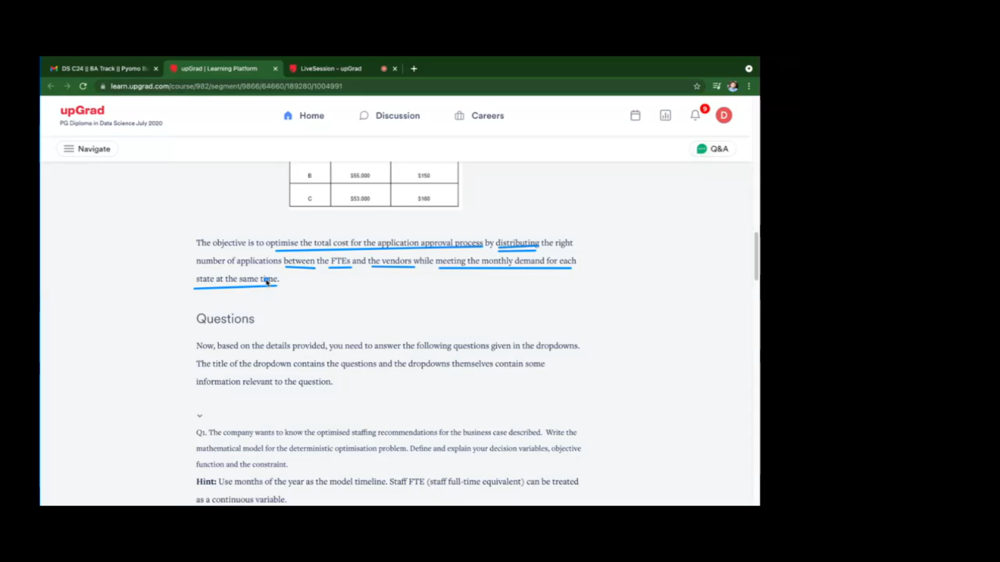 DS C24 || BA Track || Pyomo B
upGrad | Learning Platform
LiveSession - upGrad
learn.upgrad.com/course/982/segment/9866/64660/189280/1004991
upGrad
PG Diploma in Data Science July 2020
Home
Discussion
Careers
9
D
Navigate
Q&A
B $55.000 $150
C $53.000 $160
The objective is to optimise the total cost for the application approval process by distributing the right
number of applications between the FTEs and the vendors while meeting the monthly demand for each
state at the same time.
Questions
Now, based on the details provided, you need to answer the following questions given in the dropdowns.
The title of the dropdown contains the questions and the dropdowns themselves contain some
information relevant to the question.
Q1. The company wants to know the optimised staffing recommendations for the business case described. Write the
mathematical model for the deterministic optimisation problem. Define and explain your decision variables, objective
function and the constraint.
Hint: Use months of the year as the model timeline. Staff FTE (staff full-time equivalent) can be treated
as a continuous variable.